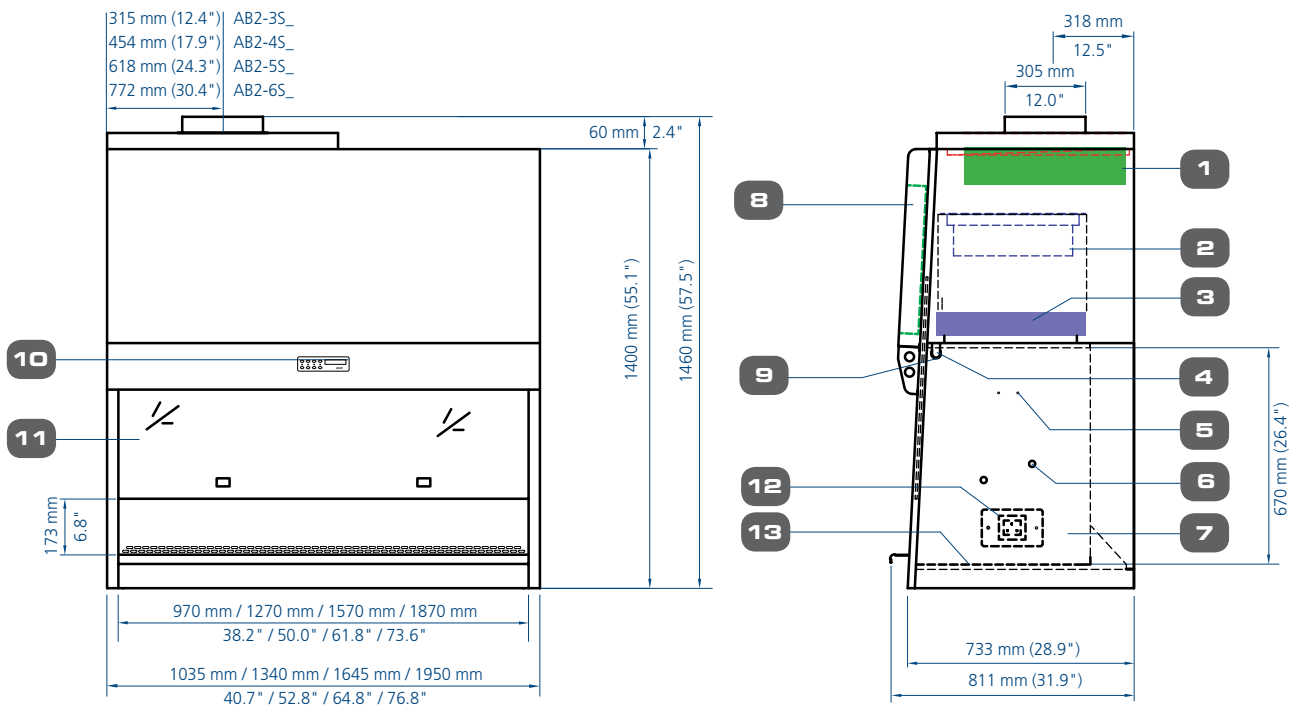 315 mm (12.4") AB2-3S_
454 mm (17.9") AB2-4S_
618 mm (24.3") AB2-5S_
772 mm (30.4") AB2-6S_
60 mm 2.4"
1400 mm (55.1")
1460 mm (57.5")
10
11
173 mm
6.8"
970 mm / 1270 mm / 1570 mm / 1870 mm
38.2" / 50.0" / 61.8" / 73.6"
1035 mm / 1340 mm / 1645 mm / 1950 mm
40.7" / 52.8" / 64.8" / 76.8"
318 mm
12.5"
305 mm
12.0"
1
8
2
3
9
4
5
12
6
13
7
670 mm (26.4")
733 mm (28.9")
811 mm (31.9")